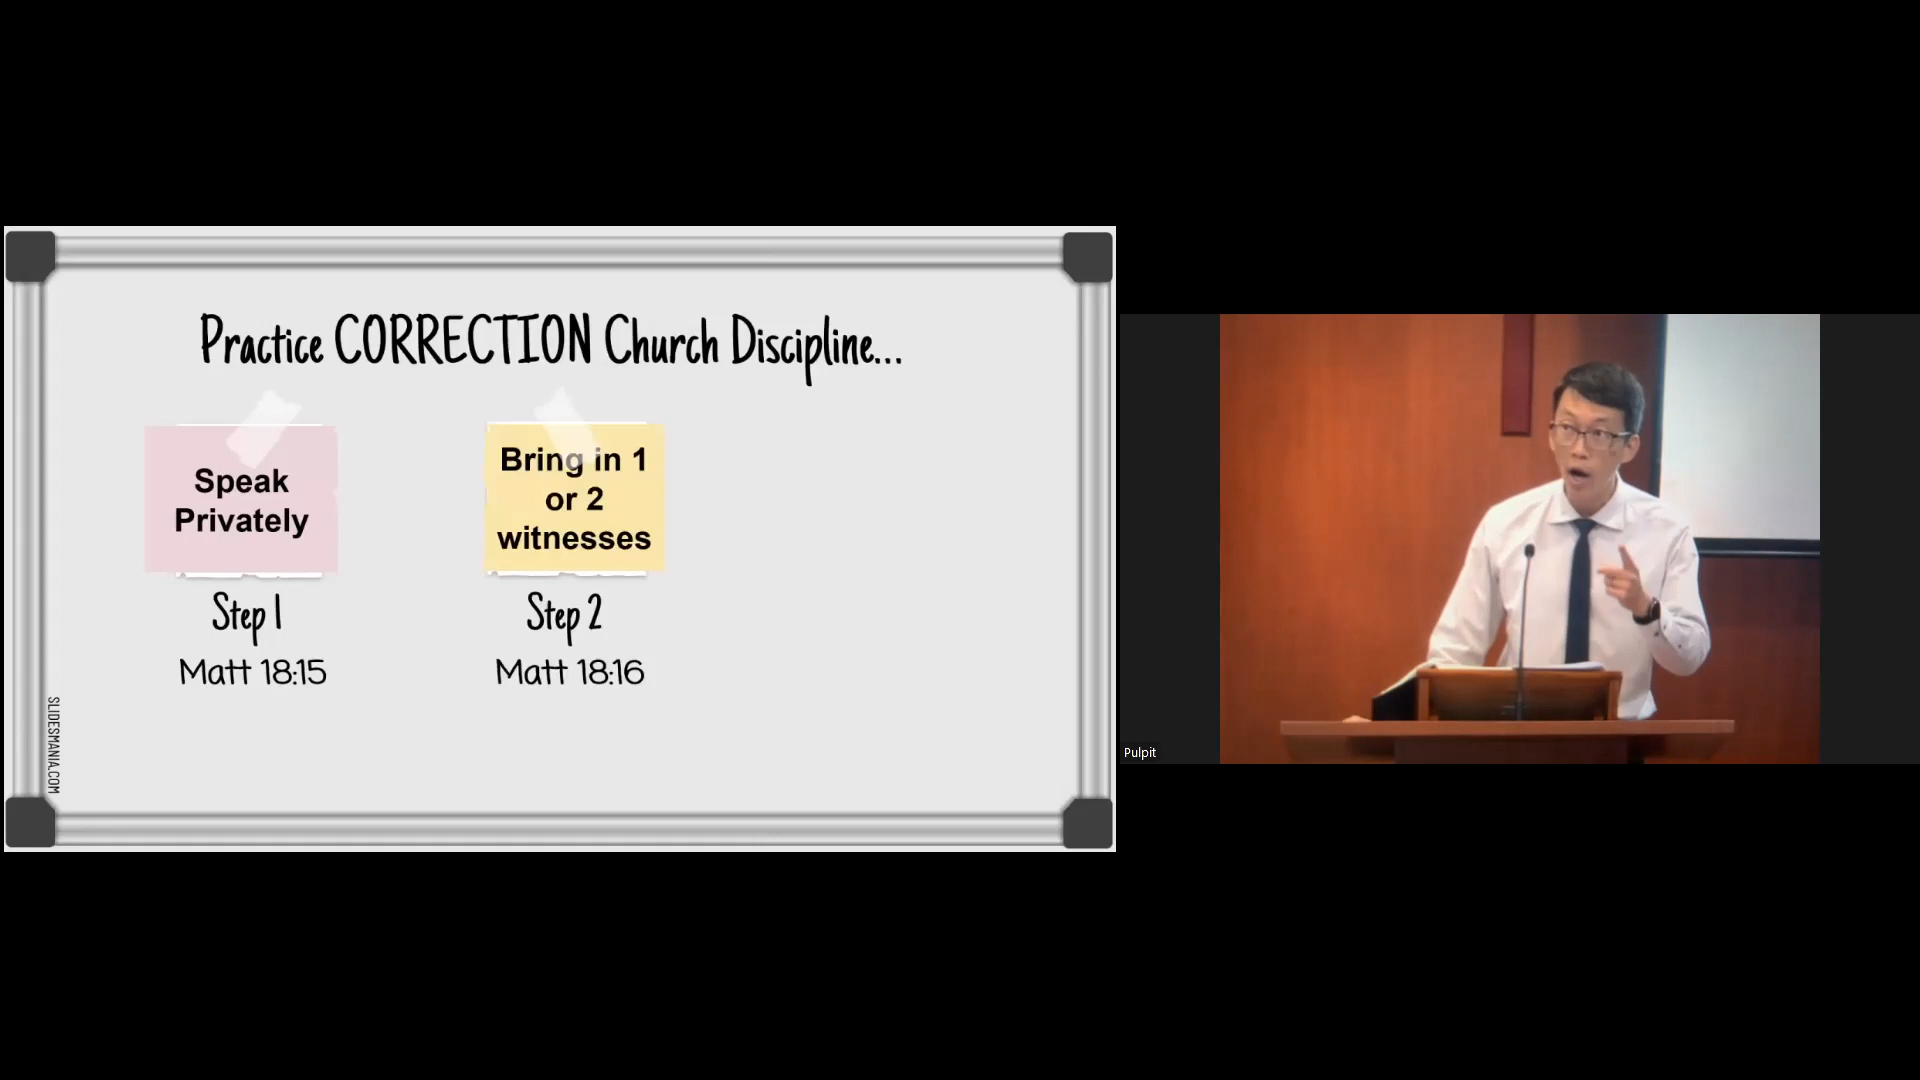 Practice CORRECTION Church Discipline...
Speak
Privately
Step 1
Matt 18:15
Bring in 1
or 2
witnesses
Step 2
Matt 18:16
SLIDESMANIA.COM
Pulpit